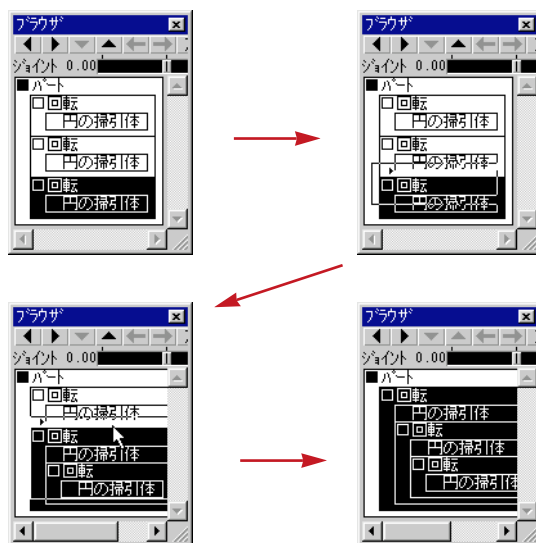 ブラウザ
ジョイント 0.00
■パート
回転
円の掃引体
回転
円の掃引体
回転
円の掃引体
ブラウザ
ジョイント 0.00
■パート
回転
円の掃引体
回転
円の掃引体
回転
円の掃引体
ブラウザ
ジョイント 0.00
■パート
回転
円の掃引体
回転
円の掃引体
回転
円の掃引体
ブラウザ
ジョイント 0.00
■パート
回転
円の掃引体
回転
円の掃引体
回転
円の掃引体